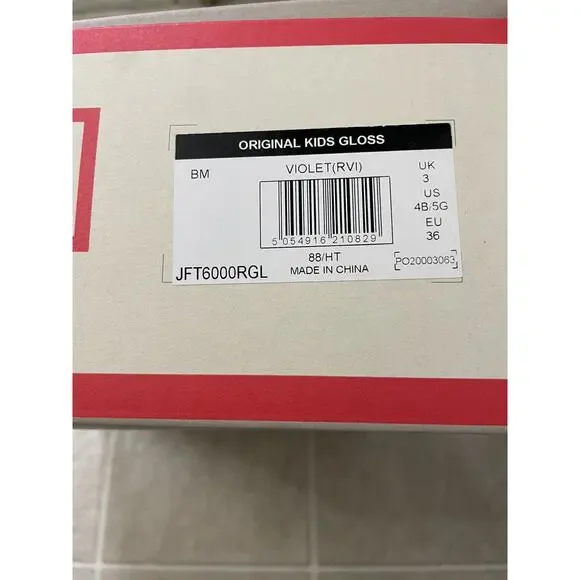 ORIGINAL KIDS GLOSS
BM
VIOLET(RVI)
UK
3
US
4B/5G
EU
36
5 054916 210829
88/HT
MADE IN CHINA
JFT6000RGL
PO20003063